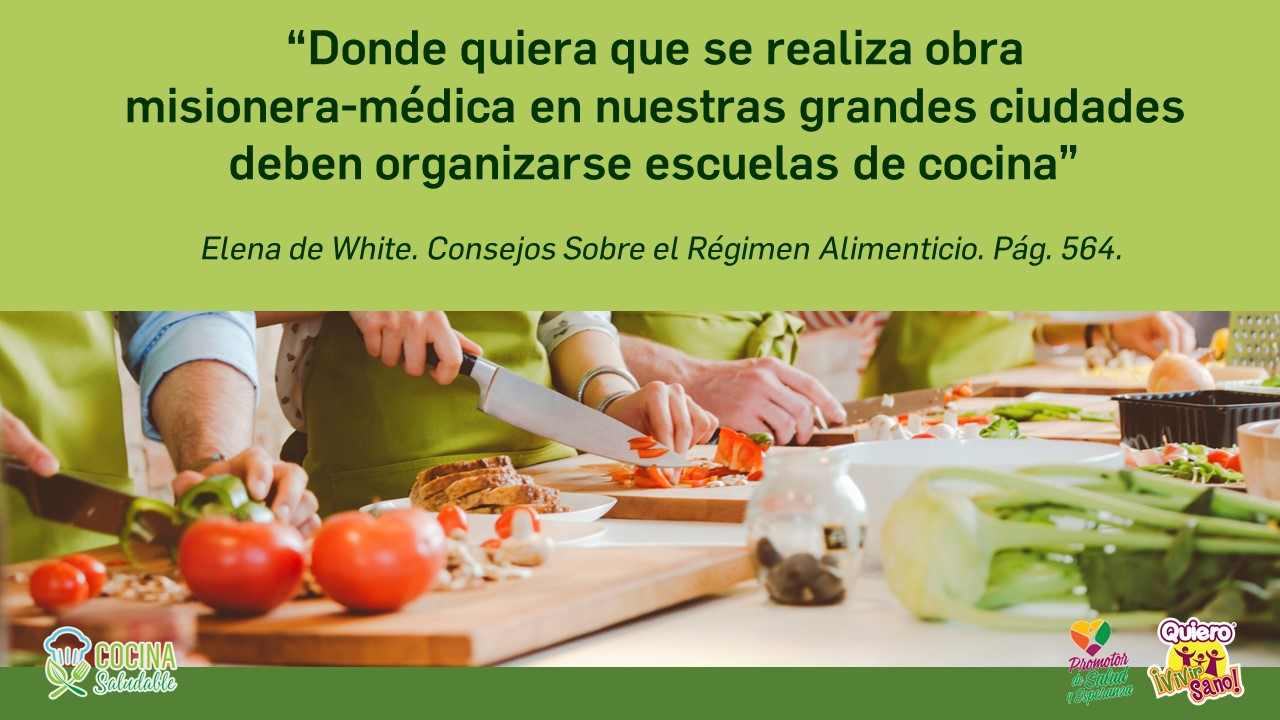 “Donde quiera que se realiza obra
misionera-médica en nuestras grandes ciudades
deben organizarse escuelas de cocina”
Elena de White. Consejos Sobre el Régimen Alimenticio. Pág. 564.
COCINA
Saludable
Promotor
de Salud
y Esperanza
Quiero
¡Vivir
Sano!